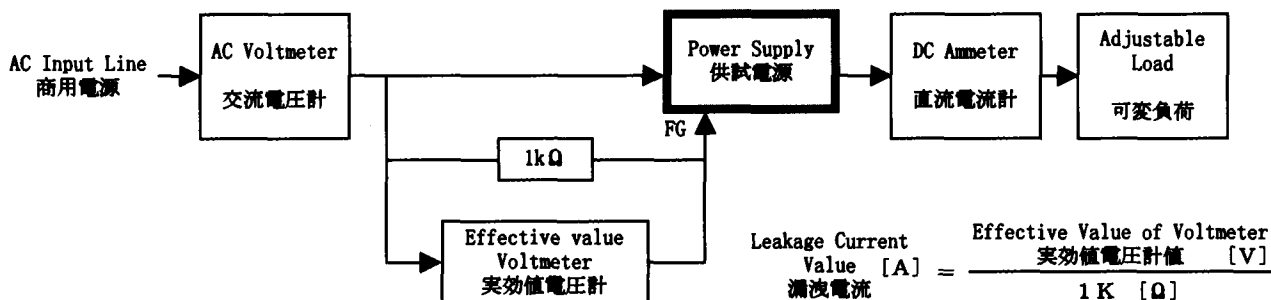 AC Input Line
商用電源
AC Voltmeter
交流電圧計
Power Supply
供試電源
DC Ammeter
直流電流計
Adjustable
Load
可変負荷
FG
1kΩ
Effective value
Voltmeter
実効値電圧計
Leakage Current
Value [A] =
漏洩電流
Effective Value of Voltmeter
実効値電圧計値 [V]
1K [Ω]